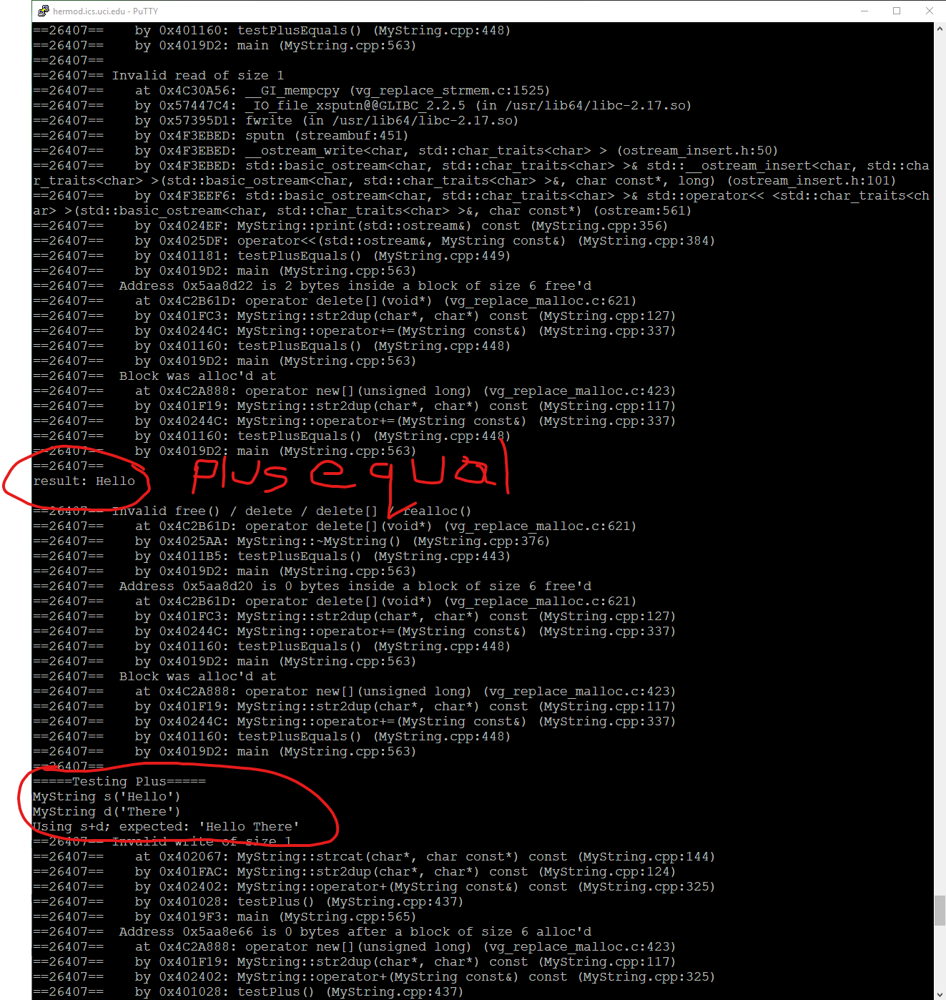 hermod.ics.uci.edu - PuTTY
==26407==    by 0x401160: testPlusEquals() (MyString.cpp:448)
==26407==    by 0x4019D2: main (MyString.cpp:563)
==26407==
==26407== Invalid read of size 1
==26407==    at 0x4C30A56: __GI_mempcpy (vg_replace_strmem.c:1525)
==26407==    by 0x57447C4: _IO_file_xsputn@@GLIBC_2.2.5 (in /usr/lib64/libc-2.17.so)
==26407==    by 0x57395D1: fwrite (in /usr/lib64/libc-2.17.so)
==26407==    by 0x4F3EBED: sputn (streambuf:451)
==26407==    by 0x4F3EBED: __ostream_write<char, std::char_traits<char> > (ostream_insert.h:50)
==26407==    by 0x4F3EBED: std::basic_ostream<char, std::char_traits<char> >& std::__ostream_insert<char, std::cha
r_traits<char> >(std::basic_ostream<char, std::char_traits<char> >&, char const*, long) (ostream_insert.h:101)
==26407==    by 0x4F3EEF6: std::basic_ostream<char, std::char_traits<char> >& std::operator<< <std::char_traits<ch
ar> >(std::basic_ostream<char, std::char_traits<char> >&, char const*) (ostream:561)
==26407==    by 0x4024EF: MyString::print(std::ostream&) const (MyString.cpp:356)
==26407==    by 0x4025DF: operator<<(std::ostream&, MyString const&) (MyString.cpp:384)
==26407==    by 0x401181: testPlusEquals() (MyString.cpp:449)
==26407==    by 0x4019D2: main (MyString.cpp:563)
==26407==  Address 0x5aa8d22 is 2 bytes inside a block of size 6 free'd
==26407==    at 0x4C2B61D: operator delete[](void*) (vg_replace_malloc.c:621)
==26407==    by 0x401FC3: MyString::str2dup(char*, char*) const (MyString.cpp:127)
==26407==    by 0x40244C: MyString::operator+=(MyString const&) (MyString.cpp:337)
==26407==    by 0x401160: testPlusEquals() (MyString.cpp:448)
==26407==    by 0x4019D2: main (MyString.cpp:563)
==26407==  Block was alloc'd at
==26407==    at 0x4C2A888: operator new[](unsigned long) (vg_replace_malloc.c:423)
==26407==    by 0x401F19: MyString::str2dup(char*, char*) const (MyString.cpp:117)
==26407==    by 0x40244C: MyString::operator+=(MyString const&) (MyString.cpp:337)
==26407==    by 0x401160: testPlusEquals() (MyString.cpp:448)
==26407==    by 0x4019D2: main (MyString.cpp:563)
==26407==
result: Hello
plus equal
==26407== Invalid free() / delete / delete[] / realloc()
==26407==    at 0x4C2B61D: operator delete[](void*) (vg_replace_malloc.c:621)
==26407==    by 0x4025AA: MyString::~MyString() (MyString.cpp:376)
==26407==    by 0x4011B5: testPlusEquals() (MyString.cpp:443)
==26407==    by 0x4019D2: main (MyString.cpp:563)
==26407==  Address 0x5aa8d20 is 0 bytes inside a block of size 6 free'd
==26407==    at 0x4C2B61D: operator delete[](void*) (vg_replace_malloc.c:621)
==26407==    by 0x401FC3: MyString::str2dup(char*, char*) const (MyString.cpp:127)
==26407==    by 0x40244C: MyString::operator+=(MyString const&) (MyString.cpp:337)
==26407==    by 0x401160: testPlusEquals() (MyString.cpp:448)
==26407==    by 0x4019D2: main (MyString.cpp:563)
==26407==  Block was alloc'd at
==26407==    at 0x4C2A888: operator new[](unsigned long) (vg_replace_malloc.c:423)
==26407==    by 0x401F19: MyString::str2dup(char*, char*) const (MyString.cpp:117)
==26407==    by 0x40244C: MyString::operator+=(MyString const&) (MyString.cpp:337)
==26407==    by 0x401160: testPlusEquals() (MyString.cpp:448)
==26407==    by 0x4019D2: main (MyString.cpp:563)
==26407==
=====Testing Plus=====
MyString s('Hello')
MyString d('There')
Using s+d; expected: 'Hello There'
==26407== Invalid write of size 1
==26407==    at 0x402067: MyString::strcat(char*, char const*) const (MyString.cpp:144)
==26407==    by 0x401FAC: MyString::str2dup(char*, char*) const (MyString.cpp:124)
==26407==    by 0x402402: MyString::operator+(MyString const&) const (MyString.cpp:325)
==26407==    by 0x401028: testPlus() (MyString.cpp:437)
==26407==    by 0x4019F3: main (MyString.cpp:565)
==26407==  Address 0x5aa8e66 is 0 bytes after a block of size 6 alloc'd
==26407==    at 0x4C2A888: operator new[](unsigned long) (vg_replace_malloc.c:423)
==26407==    by 0x401F19: MyString::str2dup(char*, char*) const (MyString.cpp:117)
==26407==    by 0x402402: MyString::operator+(MyString const&) const (MyString.cpp:325)
==26407==    by 0x401028: testPlus() (MyString.cpp:437)